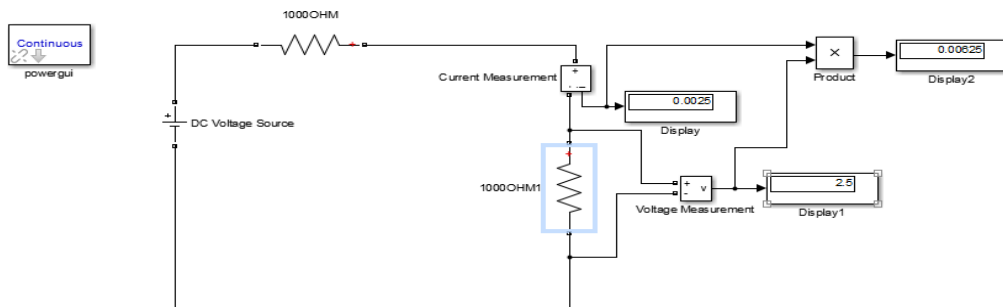 1000OHM
Continuous
powergui
Current Measurement
+
-
i
×
Product
0.00625
Display2
0.0025
Display
+
DC Voltage Source
1000OHM1
+
-
v
Voltage Measurement
2.5
Display1